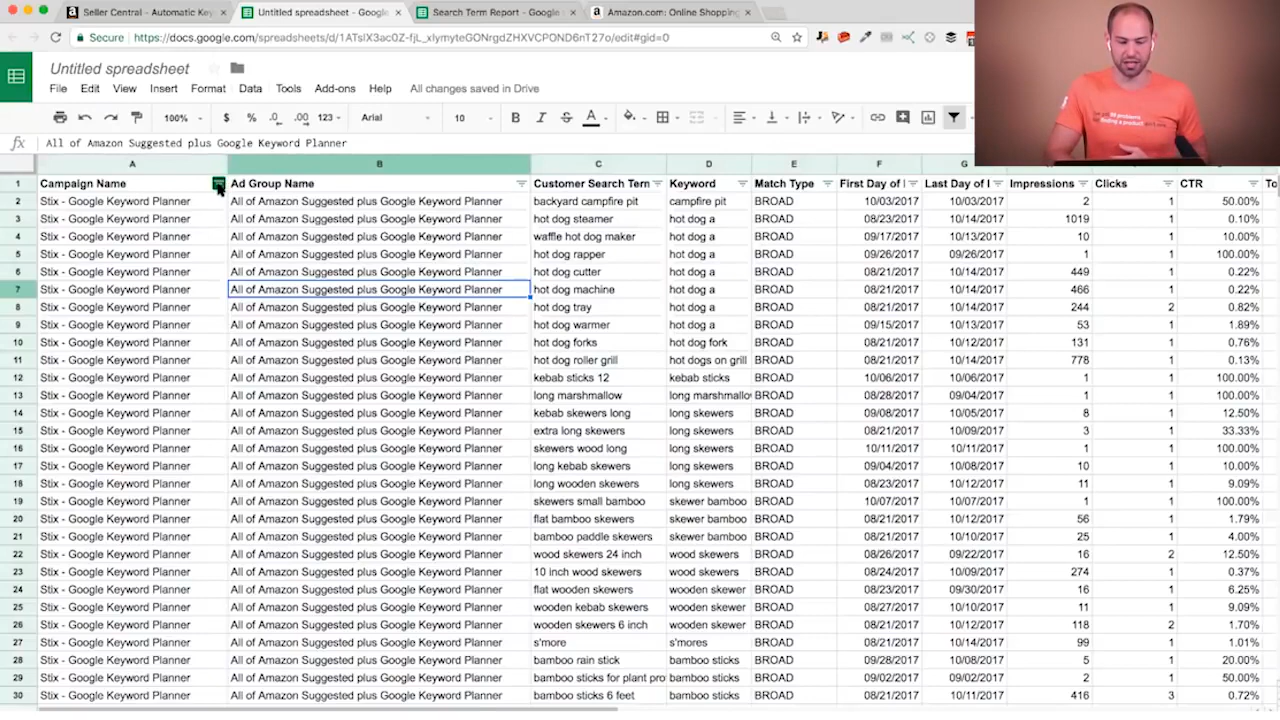 Seller Central - Automatic Key
Untitled spreadsheet - Google
Search Term Report - Google
Amazon.com: Online Shopping
Secure
https://docs.google.com/spreadsheets/d/1ATslX3ac0Z-fjL_xlymyteGONrgdZHXVCPOND6nT27o/edit#gid=0
Untitled spreadsheet
File Edit View Insert Format Data Tools Add-ons Help All changes saved in Drive
100% $ % .0 .00 123 Arial 10 B I S A
fx All of Amazon Suggested plus Google Keyword Planner
A B C D E F G H
1 Campaign Name Ad Group Name Customer Search Term Keyword Match Type First Day of Last Day of Impressions Clicks CTR To
2 Stix - Google Keyword Planner All of Amazon Suggested plus Google Keyword Planner backyard campfire pit campfire pit BROAD 10/03/2017 10/03/2017 2 1 50.00%
3 Stix - Google Keyword Planner All of Amazon Suggested plus Google Keyword Planner hot dog steamer hot dog a BROAD 08/23/2017 10/14/2017 1019 1 0.10%
4 Stix - Google Keyword Planner All of Amazon Suggested plus Google Keyword Planner waffle hot dog maker hot dog a BROAD 09/17/2017 10/13/2017 10 1 10.00%
5 Stix - Google Keyword Planner All of Amazon Suggested plus Google Keyword Planner hot dog rapper hot dog a BROAD 09/26/2017 09/26/2017 1 1 100.00%
6 Stix - Google Keyword Planner All of Amazon Suggested plus Google Keyword Planner hot dog cutter hot dog a BROAD 08/21/2017 10/14/2017 449 1 0.22%
7 Stix - Google Keyword Planner All of Amazon Suggested plus Google Keyword Planner hot dog machine hot dog a BROAD 08/21/2017 10/14/2017 466 1 0.22%
8 Stix - Google Keyword Planner All of Amazon Suggested plus Google Keyword Planner hot dog tray hot dog a BROAD 08/21/2017 10/14/2017 244 2 0.82%
9 Stix - Google Keyword Planner All of Amazon Suggested plus Google Keyword Planner hot dog warmer hot dog a BROAD 09/15/2017 10/13/2017 53 1 1.89%
10 Stix - Google Keyword Planner All of Amazon Suggested plus Google Keyword Planner hot dog forks hot dog fork BROAD 08/21/2017 10/12/2017 131 1 0.76%
11 Stix - Google Keyword Planner All of Amazon Suggested plus Google Keyword Planner hot dog roller grill hot dogs on grill BROAD 08/21/2017 10/14/2017 778 1 0.13%
12 Stix - Google Keyword Planner All of Amazon Suggested plus Google Keyword Planner kebab sticks 12 kebab sticks BROAD 10/06/2017 10/06/2017 1 1 100.00%
13 Stix - Google Keyword Planner All of Amazon Suggested plus Google Keyword Planner long marshmallow long marshmallow BROAD 08/28/2017 09/04/2017 1 1 100.00%
14 Stix - Google Keyword Planner All of Amazon Suggested plus Google Keyword Planner kebab skewers long long skewers BROAD 09/08/2017 10/05/2017 8 1 12.50%
15 Stix - Google Keyword Planner All of Amazon Suggested plus Google Keyword Planner extra long skewers long skewers BROAD 08/21/2017 10/09/2017 3 1 33.33%
16 Stix - Google Keyword Planner All of Amazon Suggested plus Google Keyword Planner skewers wood long long skewers BROAD 10/11/2017 10/11/2017 1 1 100.00%
17 Stix - Google Keyword Planner All of Amazon Suggested plus Google Keyword Planner long kebab skewers long skewers BROAD 09/04/2017 10/08/2017 10 1 10.00%
18 Stix - Google Keyword Planner All of Amazon Suggested plus Google Keyword Planner long wooden skewers long skewers BROAD 08/23/2017 10/12/2017 11 1 9.09%
19 Stix - Google Keyword Planner All of Amazon Suggested plus Google Keyword Planner skewers small bamboo skewer bamboo BROAD 10/07/2017 10/07/2017 1 1 100.00%
20 Stix - Google Keyword Planner All of Amazon Suggested plus Google Keyword Planner flat bamboo skewers skewer bamboo BROAD 08/21/2017 10/12/2017 56 1 1.79%
21 Stix - Google Keyword Planner All of Amazon Suggested plus Google Keyword Planner bamboo paddle skewers skewer bamboo BROAD 08/21/2017 10/10/2017 25 1 4.00%
22 Stix - Google Keyword Planner All of Amazon Suggested plus Google Keyword Planner wood skewers 24 inch wood skewers BROAD 08/26/2017 09/22/2017 16 2 12.50%
23 Stix - Google Keyword Planner All of Amazon Suggested plus Google Keyword Planner 10 inch wood skewers wood skewers BROAD 08/24/2017 10/09/2017 274 1 0.37%
24 Stix - Google Keyword Planner All of Amazon Suggested plus Google Keyword Planner flat wooden skewers wooden skewer BROAD 08/23/2017 09/30/2017 16 1 6.25%
25 Stix - Google Keyword Planner All of Amazon Suggested plus Google Keyword Planner wooden kebab skewers wooden skewer BROAD 08/27/2017 10/10/2017 11 1 9.09%
26 Stix - Google Keyword Planner All of Amazon Suggested plus Google Keyword Planner wooden skewers 6 inch wooden skewer BROAD 08/21/2017 10/12/2017 118 2 1.70%
27 Stix - Google Keyword Planner All of Amazon Suggested plus Google Keyword Planner s'more s'mores BROAD 08/21/2017 10/14/2017 99 1 1.01%
28 Stix - Google Keyword Planner All of Amazon Suggested plus Google Keyword Planner bamboo rain stick bamboo sticks BROAD 09/28/2017 10/08/2017 5 1 20.00%
29 Stix - Google Keyword Planner All of Amazon Suggested plus Google Keyword Planner bamboo sticks for plant pro bamboo sticks BROAD 09/02/2017 09/02/2017 2 1 50.00%
30 Stix - Google Keyword Planner All of Amazon Suggested plus Google Keyword Planner bamboo sticks 6 feet bamboo sticks BROAD 08/21/2017 10/11/2017 416 3 0.72%